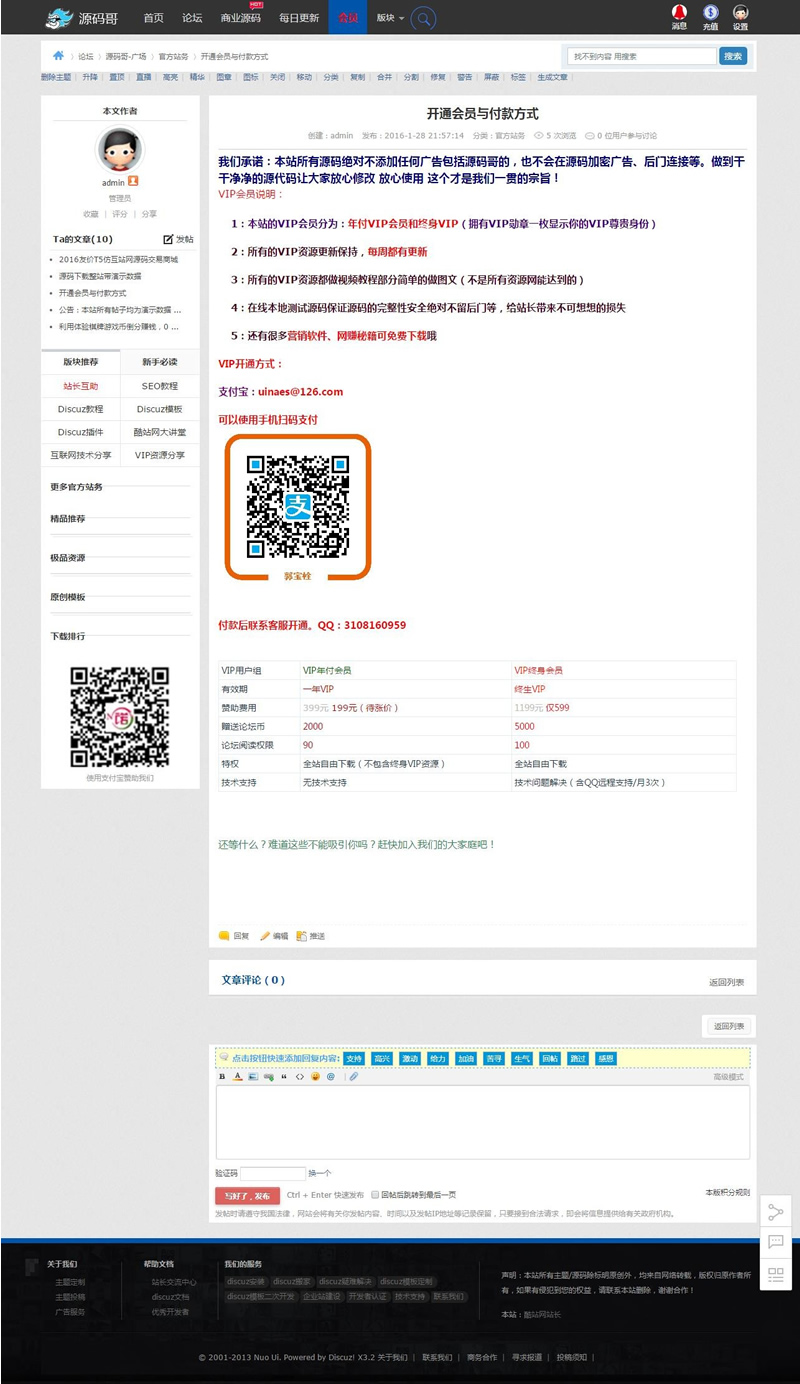 源码哥 首页 论坛 商业源码 HOT 每日更新 会员 版块 消息 充值 设置
论坛 源码哥-广场 官方站务 开通会员与付款方式
找不到内容 用搜索 搜索
删除主题 升降 置顶 直播 高亮 精华 图章 图标 关闭 移动 分类 复制 合并 分割 修复 警告 屏蔽 标签 生成文章
本文作者
admin
管理员
收藏 | 评分 | 分享
Ta的文章(10) 发帖
2016友价T5仿互站网源码交易商城
源码下载整站带演示数据
开通会员与付款方式
公告：本站所有帖子均为演示数据 ...
利用体验棋牌游戏币倒分赚钱，0 ...
版块推荐 新手必读
站长互助 SEO教程
Discuz教程 Discuz模板
Discuz插件 酷站网大讲堂
互联网技术分享 VIP资源分享
更多官方站务
精品推荐
极品资源
原创模板
下载排行
使用支付宝赞助我们
开通会员与付款方式
创建：admin 发布：2016-1-28 21:57:14 分类：官方站务 5 次浏览 0 位用户参与讨论
我们承诺：本站所有源码绝对不添加任何广告包括源码哥的，也不会在源码加密广告、后门连接等。做到干
干净净的源代码让大家放心修改 放心使用 这个才是我们一贯的宗旨！
VIP会员说明：
1：本站的VIP会员分为：年付VIP会员和终身VIP（拥有VIP勋章一枚显示你的VIP尊贵身份）
2：所有的VIP资源更新保持，每周都有更新
3：所有的VIP资源都做视频教程部分简单的做图文（不是所有资源网能达到的）
4：在线本地测试源码保证源码的完整性安全绝对不留后门等，给站长带来不可想想的损失
5：还有很多营销软件、网赚秘籍可免费下载哦
VIP开通方式：
支付宝：uinaes@126.com
可以使用手机扫码支付
支
郭宝铨
付款后联系客服开通。QQ：3108160959
VIP用户组 VIP年付会员 VIP终身会员
有效期 一年VIP 终生VIP
赞助费用 399元 199元（待涨价） 1199元 仅599
赠送论坛币 2000 5000
论坛阅读权限 90 100
特权 全站自由下载（不包含终身VIP资源） 全站自由下载
技术支持 无技术支持 技术问题解决（含QQ远程支持/月3次）
还等什么？难道这些不能吸引你吗？赶快加入我们的大家庭吧！
回复 编辑 推送
文章评论（0） 返回列表
返回列表
点击按钮快速添加回复内容: 支持 高兴 激动 给力 加油 苦寻 生气 回帖 路过 感恩
B A 高级模式
验证码 换一个
写好了，发布 Ctrl + Enter 快速发布 回帖后跳转到最后一页 本版积分规则
发帖时请遵守我国法律，网站会将有关你发帖内容、时间以及发帖IP地址等记录保留，只要接到合法请求，即会将信息提供给有关政府机构。
关于我们 帮助文档 我们的服务
主题定制 站长交流中心 discuz安装 discuz搬家 discuz疑难解决 discuz模板定制
主题投稿 discuz文档 discuz模板二次开发 企业站建设 开发者认证 技术支持 联系我们
广告服务 优秀开发者
声明：本站所有主题/源码除标明原创外，均来自网络转载，版权归原作者所
有，如果有侵犯到您的权益，请联系本站删除，谢谢合作！
本站：酷站网站长
© 2001-2013 Nuo Ui. Powered by Discuz! X3.2 关于我们 | 联系我们 | 商务合作 | 寻求报道 | 投稿须知 |